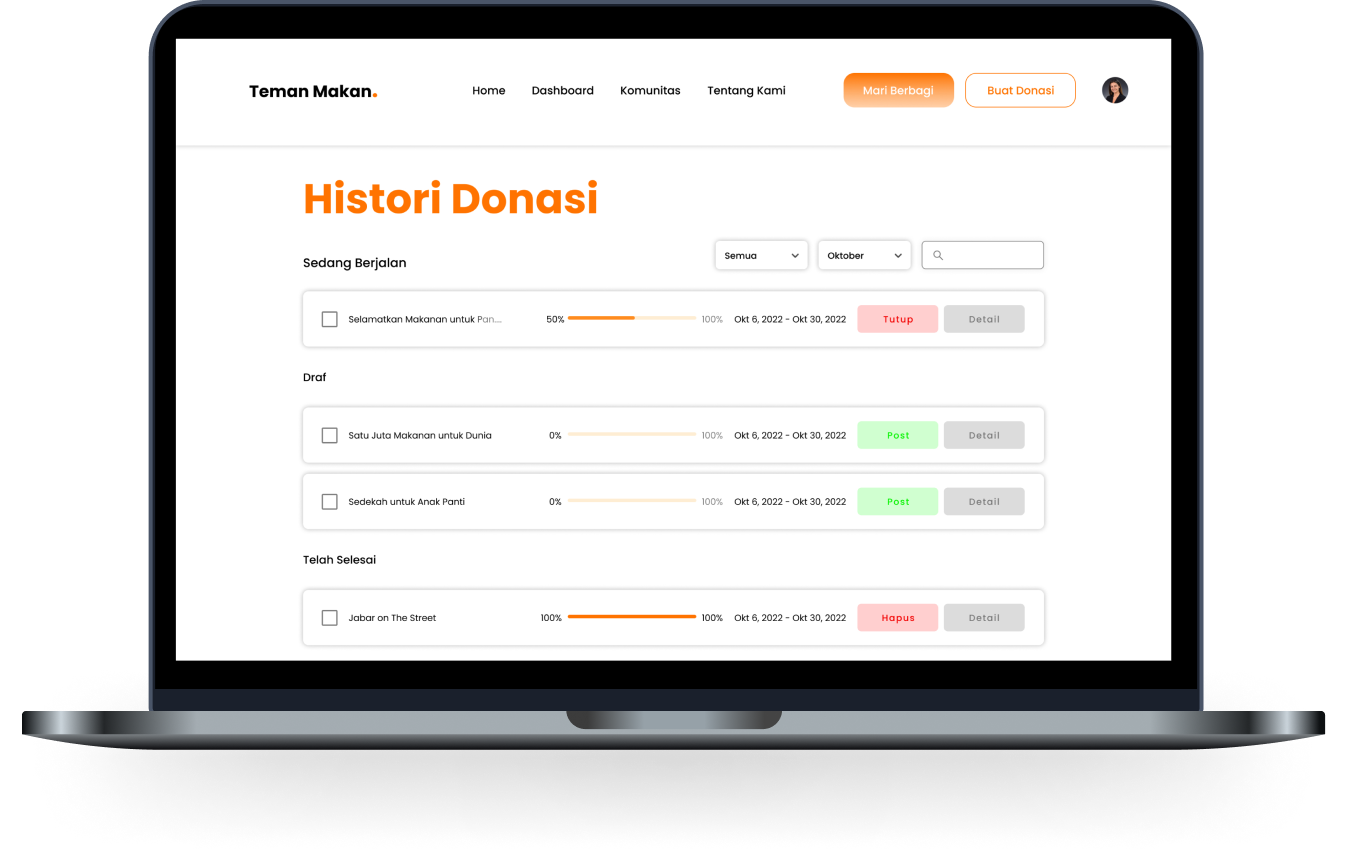 Teman Makan. Home Dashboard Komunitas Tentang Kami Mari Berbagi Buat Donasi
Histori Donasi
Sedang Berjalan Semua Oktober
Selamatkan Makanan untuk Pan.... 50% 100% Okt 6, 2022 - Okt 30, 2022 Tutup Detail
Draf
Satu Juta Makanan untuk Dunia 0% 100% Okt 6, 2022 - Okt 30, 2022 Post Detail
Sedekah untuk Anak Panti 0% 100% Okt 6, 2022 - Okt 30, 2022 Post Detail
Telah Selesai
Jabar on The Street 100% 100% Okt 6, 2022 - Okt 30, 2022 Hapus Detail